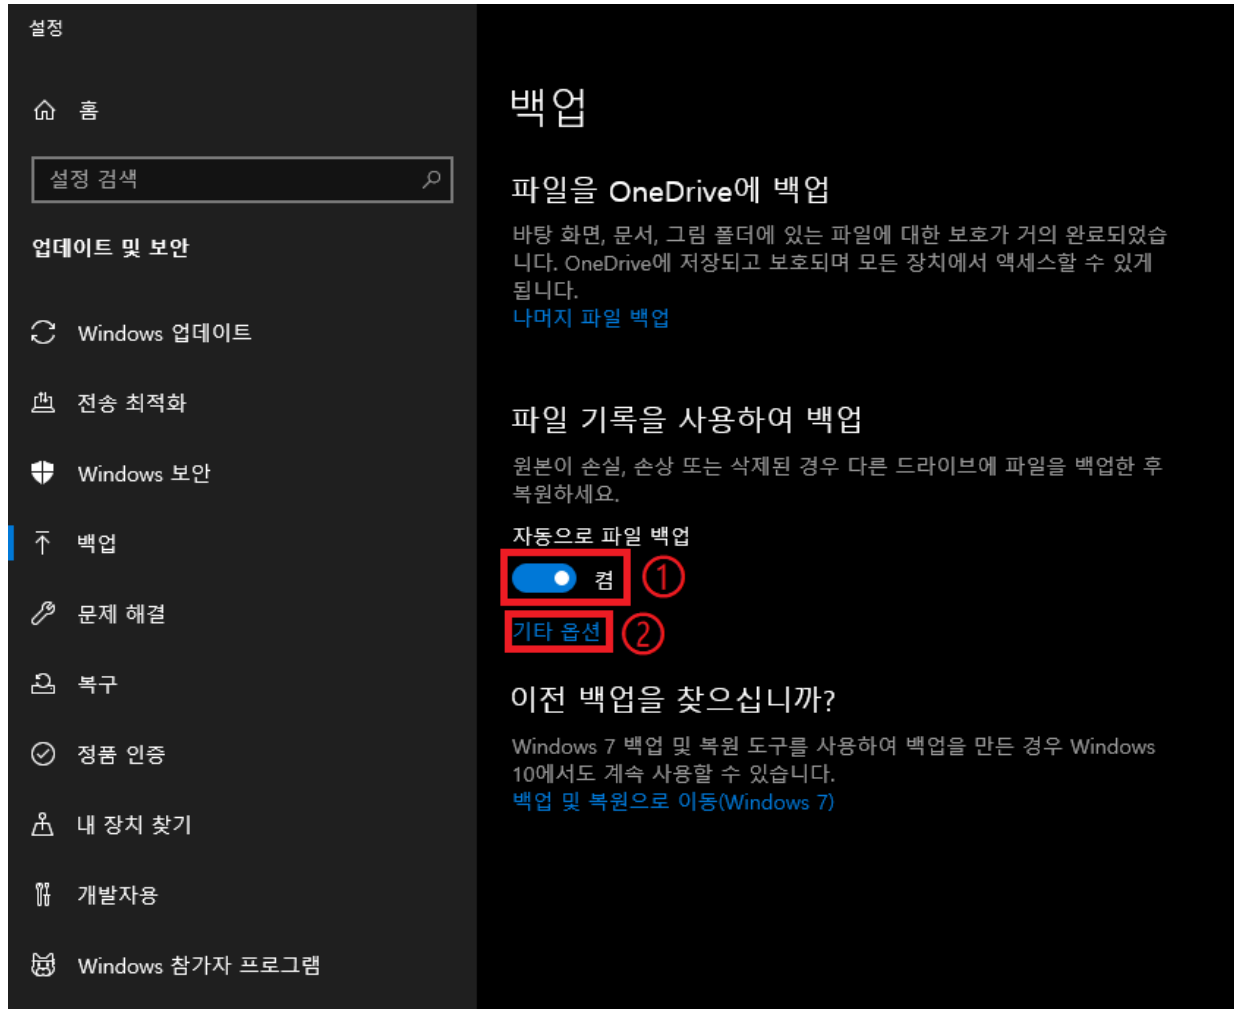 설정
홈
설정 검색
업데이트 및 보안
Windows 업데이트
전송 최적화
Windows 보안
백업
문제 해결
복구
정품 인증
내 장치 찾기
개발자용
Windows 참가자 프로그램
백업
파일을 OneDrive에 백업
바탕 화면, 문서, 그림 폴더에 있는 파일에 대한 보호가 거의 완료되었습
니다. OneDrive에 저장되고 보호되며 모든 장치에서 액세스할 수 있게
됩니다.
나머지 파일 백업
파일 기록을 사용하여 백업
원본이 손실, 손상 또는 삭제된 경우 다른 드라이브에 파일을 백업한 후
복원하세요.
자동으로 파일 백업
켬 ①
기타 옵션 ②
이전 백업을 찾으십니까?
Windows 7 백업 및 복원 도구를 사용하여 백업을 만든 경우 Windows
10에서도 계속 사용할 수 있습니다.
백업 및 복원으로 이동(Windows 7)